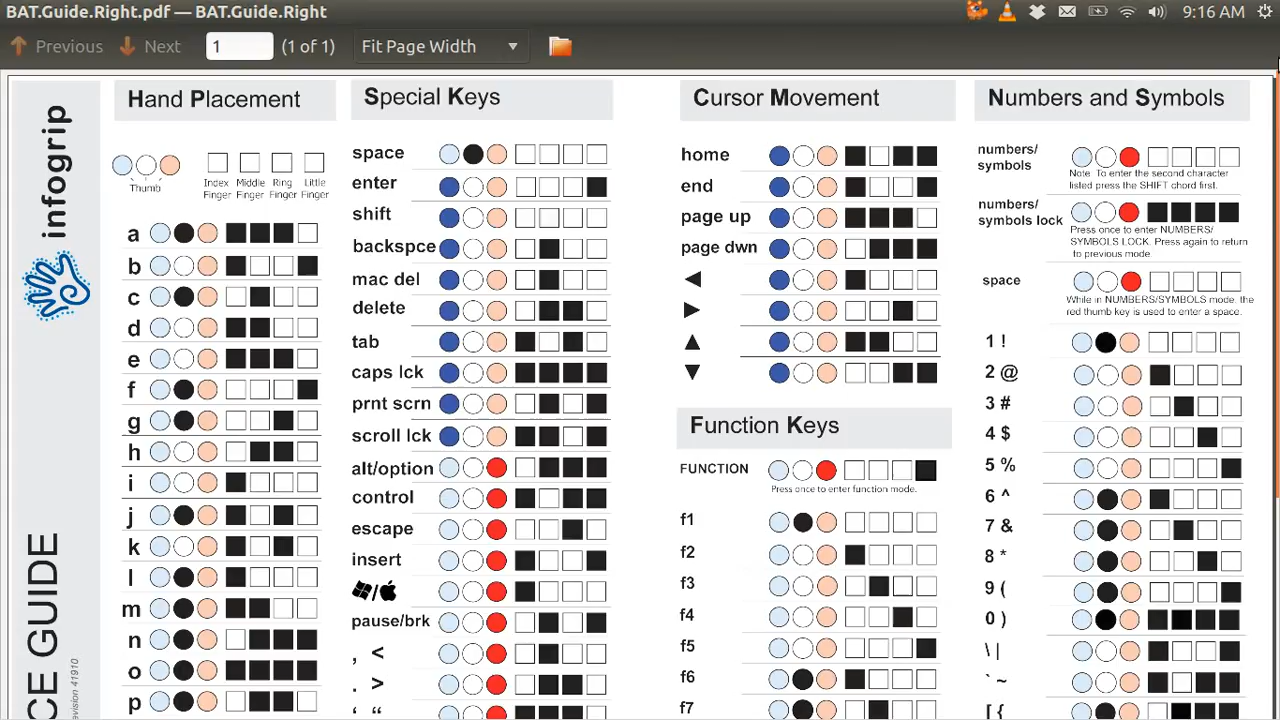 BAT.Guide.Right.pdf — BAT.Guide.Right
9:16 AM
Previous Next 1 (1 of 1) Fit Page Width
infogrip
CE GUIDE
evision 41910
Hand Placement
Thumb
Index Finger
Middle Finger
Ring Finger
Little Finger
a
b
c
d
e
f
g
h
i
j
k
l
m
n
o
p
Special Keys
space
enter
shift
backspce
mac del
delete
tab
caps lck
prnt scrn
scroll lck
alt/option
control
escape
insert
/
pause/brk
, <
. >
‘ “
Cursor Movement
home
end
page up
page dwn
◄
►
▲
▼
Function Keys
FUNCTION
Press once to enter function mode.
f1
f2
f3
f4
f5
f6
f7
Numbers and Symbols
numbers/
symbols
Note To enter the second character
listed press the SHIFT chord first.
numbers/
symbols lock
Press once to enter NUMBERS/
SYMBOLS LOCK. Press again to return
to previous mode.
space
While in NUMBERS/SYMBOLS mode, the
red thumb key is used to enter a space.
1 !
2 @
3 #
4 $
5 %
6 ^
7 &
8 *
9 (
0 )
\ |
` ~
[ {